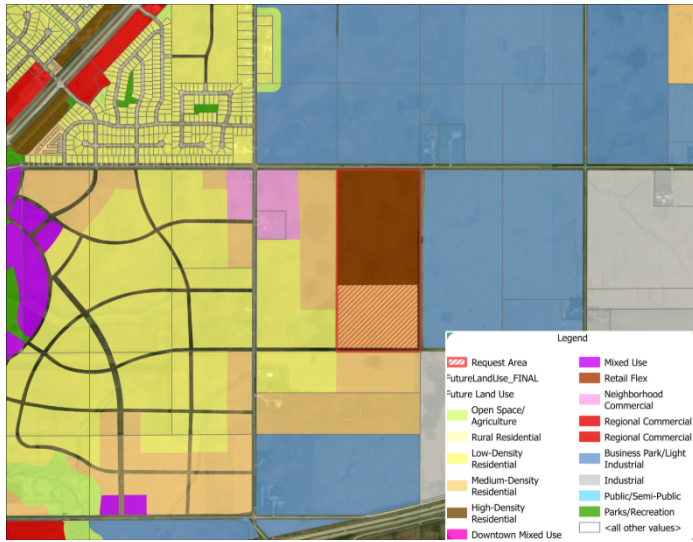 Legend
Request Area
FutureLandUse_FINAL
Future Land Use
Open Space/
Agriculture
Rural Residential
Low-Density
Residential
Medium-Density
Residential
High-Density
Residential
Downtown Mixed Use
Mixed Use
Retail Flex
Neighborhood
Commercial
Regional Commercial
Regional Commercial
Business Park/Light
Industrial
Industrial
Public/Semi-Public
Parks/Recreation
<all other values>